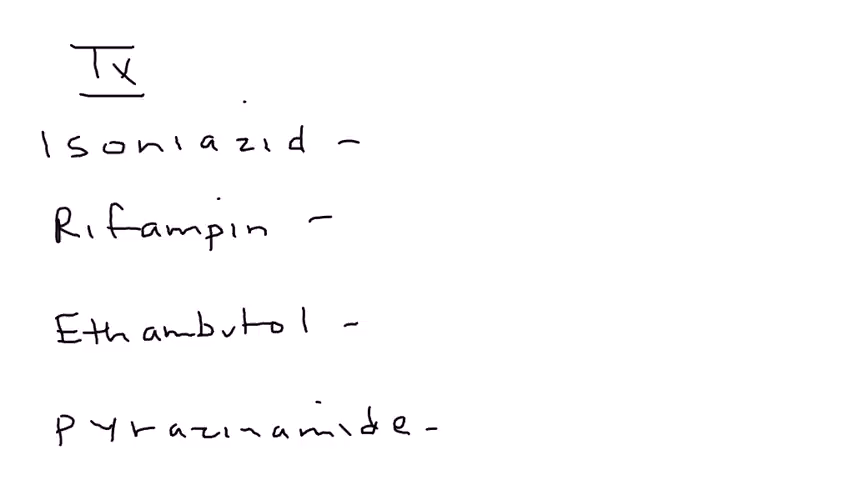 Tx
Isoniazid -
Rifampin -
Ethambutol -
Pyrazinamide -